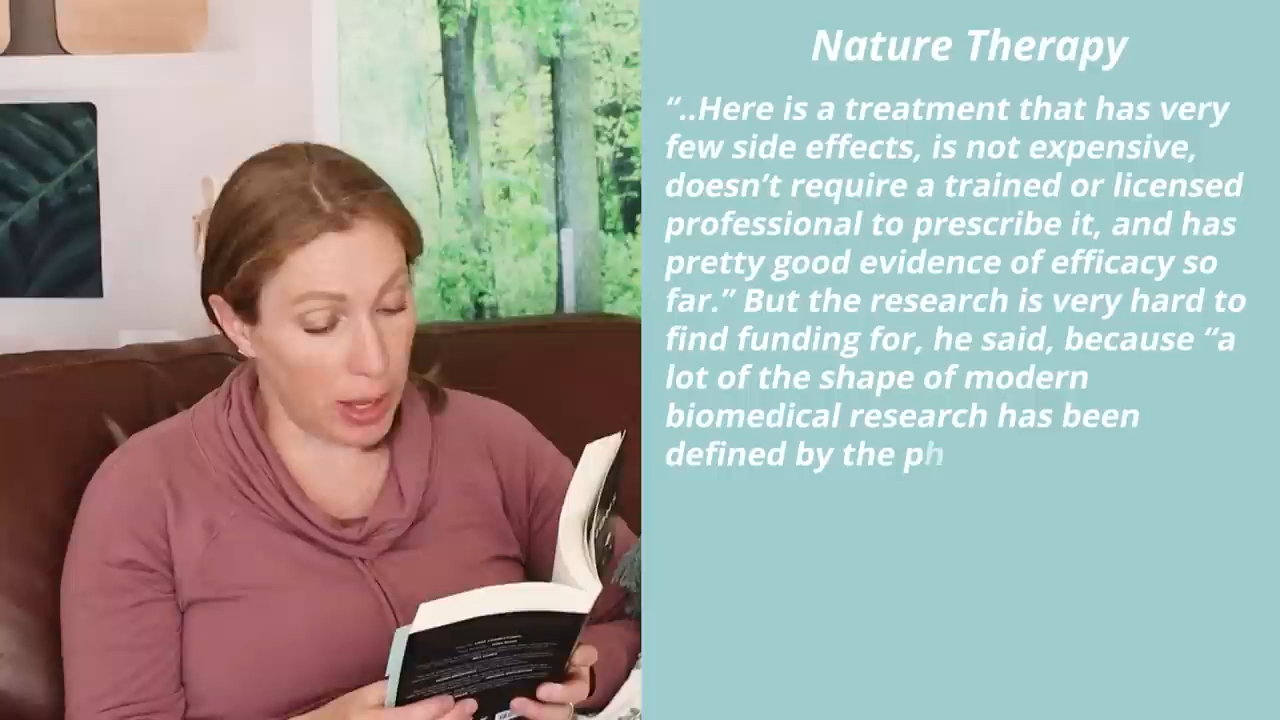 Nature Therapy
“..Here is a treatment that has very
few side effects, is not expensive,
doesn’t require a trained or licensed
professional to prescribe it, and has
pretty good evidence of efficacy so
far.” But the research is very hard to
find funding for, he said, because “a
lot of the shape of modern
biomedical research has been
defined by the ph